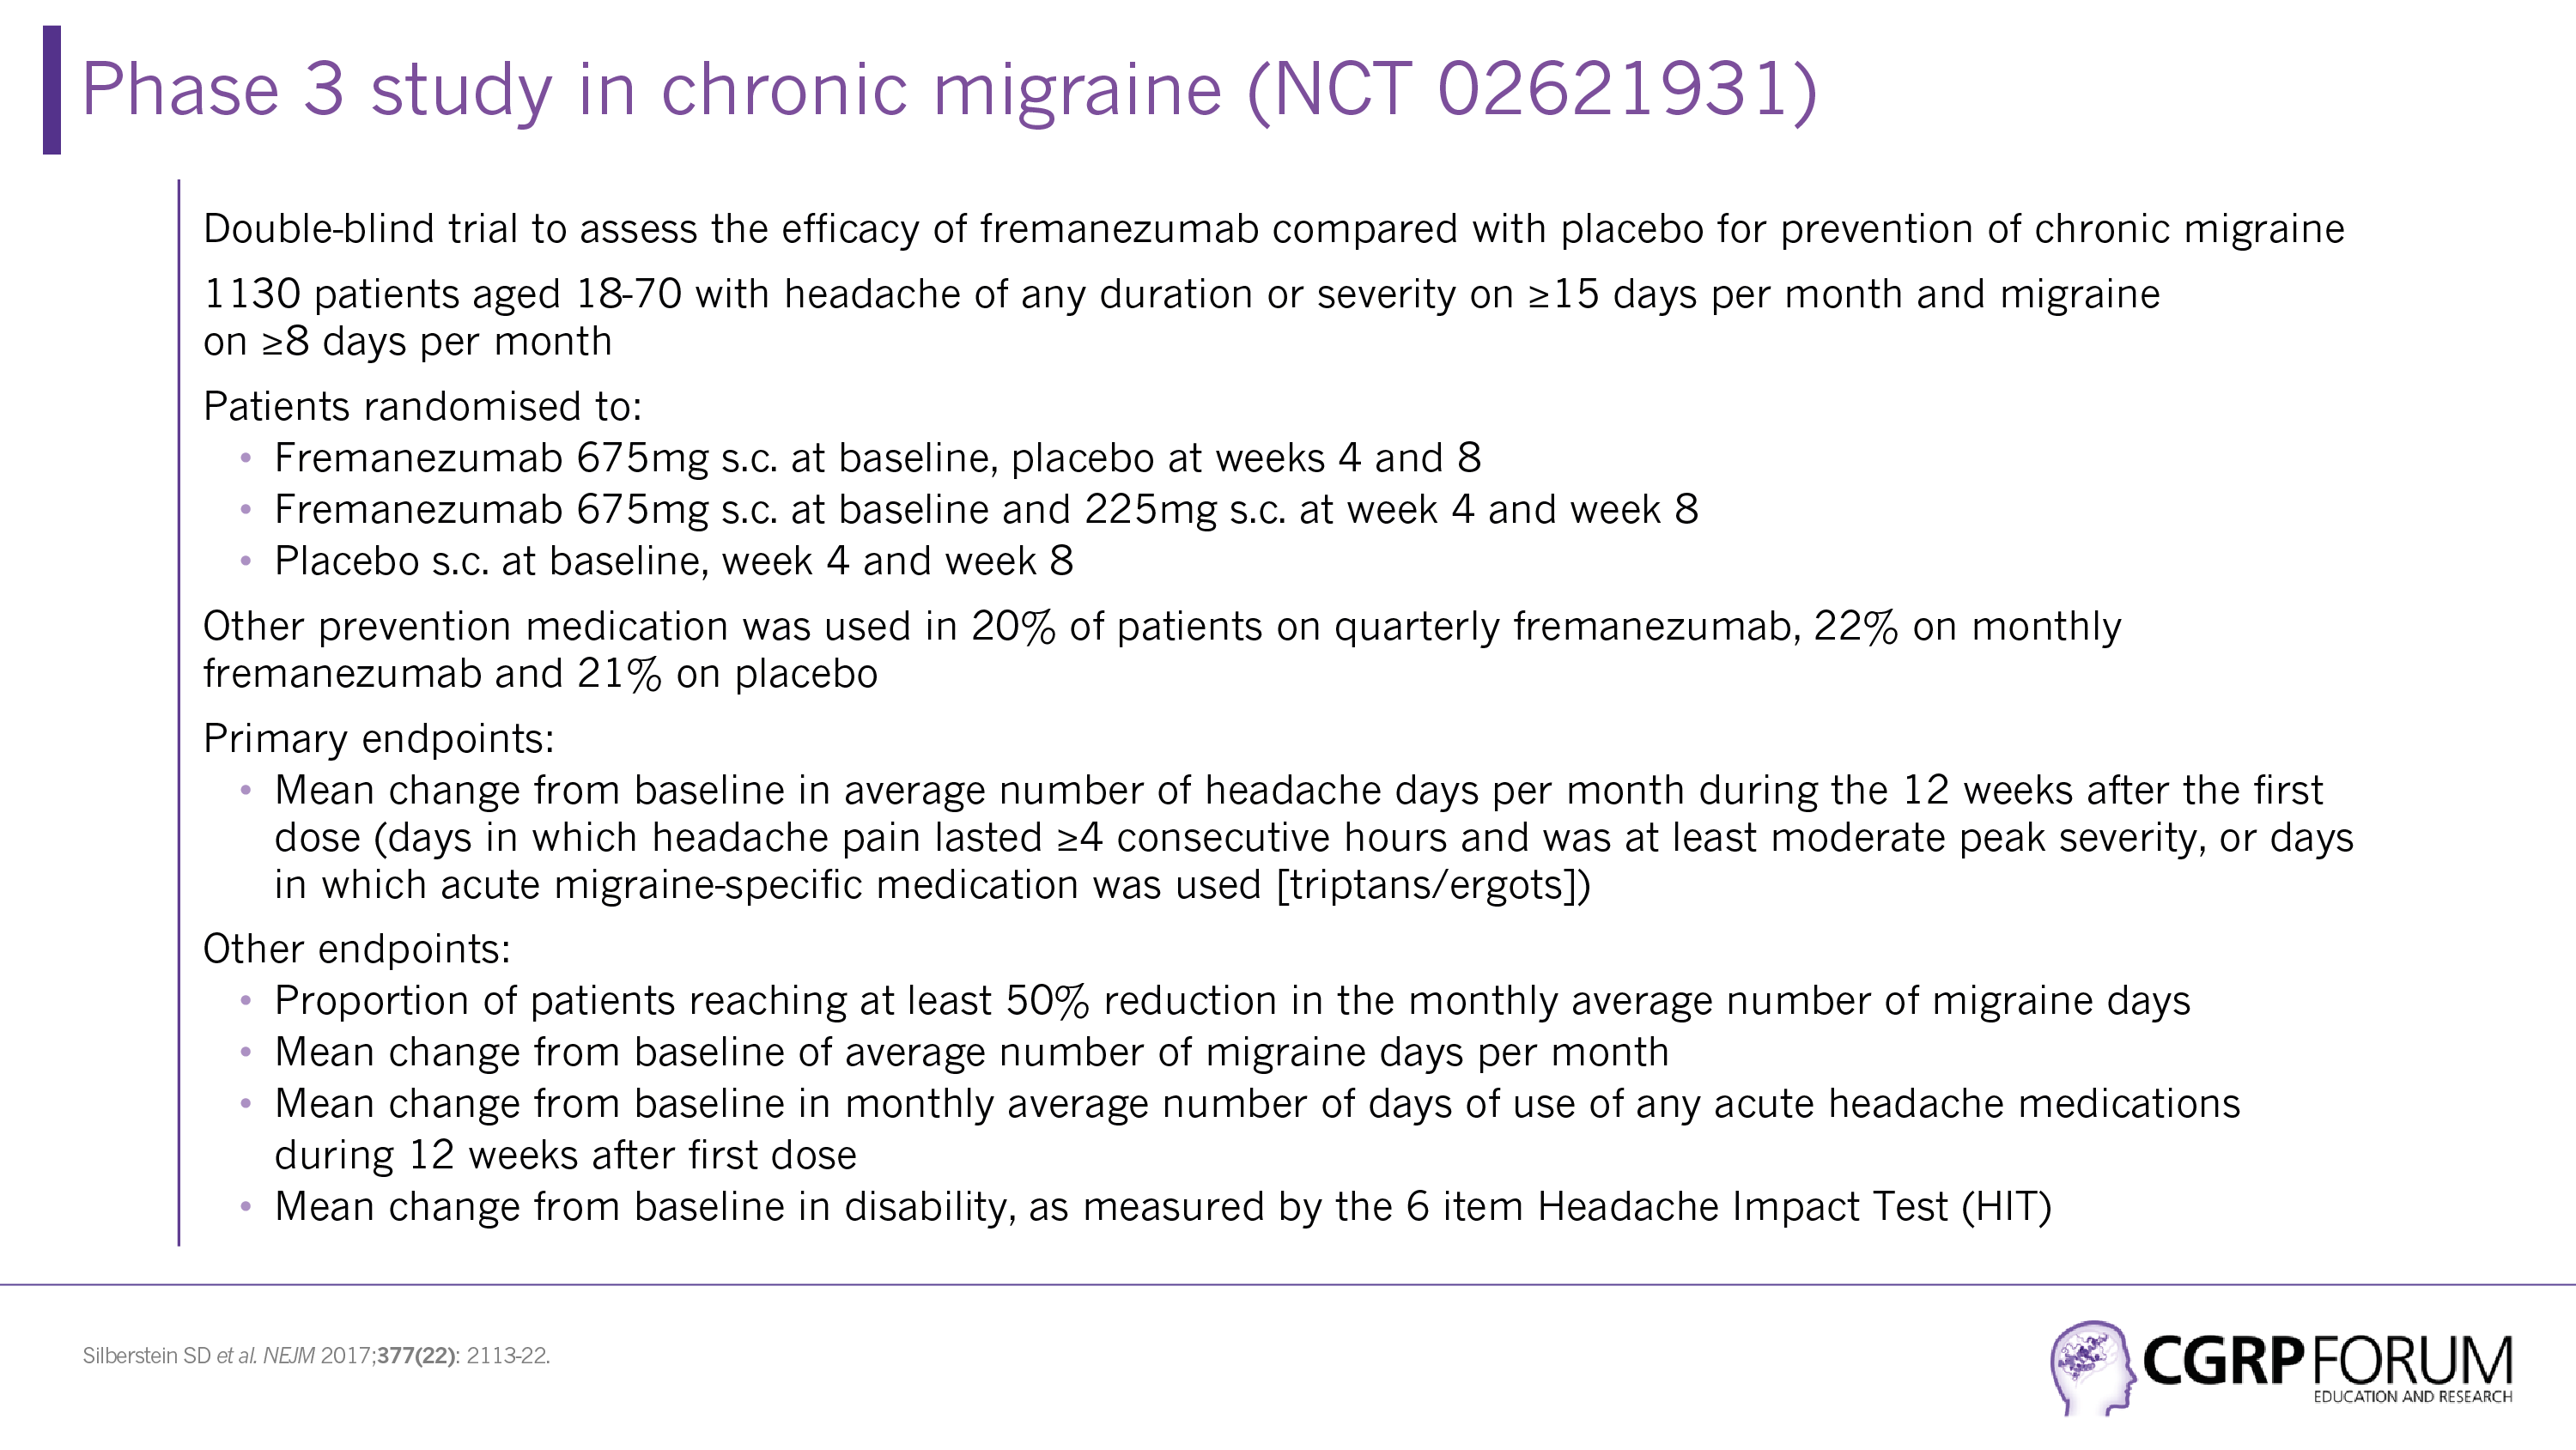 Phase 3 study in chronic migraine (NCT 02621931)
Double-blind trial to assess the efficacy of fremanezumab compared with placebo for prevention of chronic migraine
1130 patients aged 18-70 with headache of any duration or severity on ≥15 days per month and migraine
on ≥8 days per month
Patients randomised to:
• Fremanezumab 675mg s.c. at baseline, placebo at weeks 4 and 8
• Fremanezumab 675mg s.c. at baseline and 225mg s.c. at week 4 and week 8
• Placebo s.c. at baseline, week 4 and week 8
Other prevention medication was used in 20% of patients on quarterly fremanezumab, 22% on monthly
fremanezumab and 21% on placebo
Primary endpoints:
• Mean change from baseline in average number of headache days per month during the 12 weeks after the first
dose (days in which headache pain lasted ≥4 consecutive hours and was at least moderate peak severity, or days
in which acute migraine-specific medication was used [triptans/ergots])
Other endpoints:
• Proportion of patients reaching at least 50% reduction in the monthly average number of migraine days
• Mean change from baseline of average number of migraine days per month
• Mean change from baseline in monthly average number of days of use of any acute headache medications
during 12 weeks after first dose
• Mean change from baseline in disability, as measured by the 6 item Headache Impact Test (HIT)
Silberstein SD et al. NEJM 2017;377(22): 2113-22.
CGRP FORUM
EDUCATION AND RESEARCH